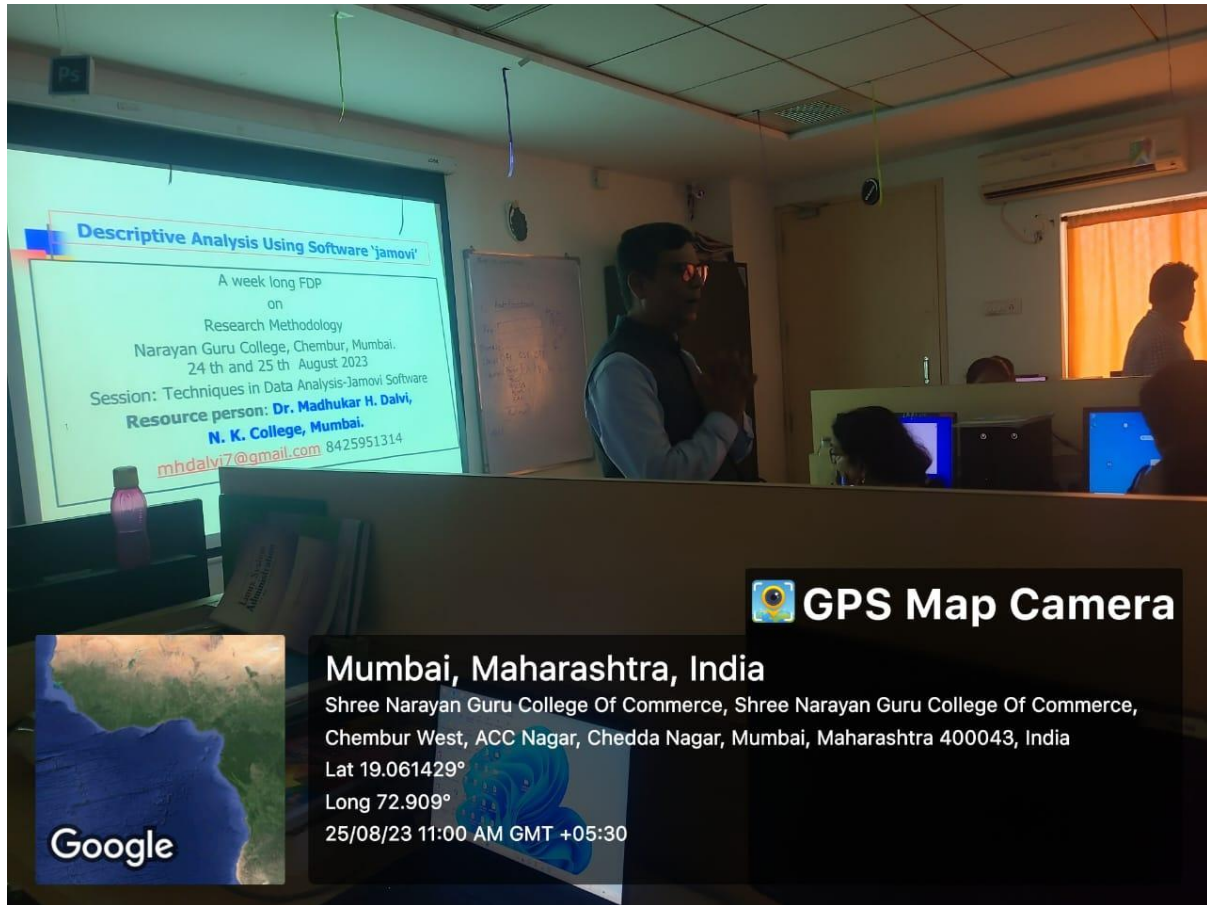 Ps
Descriptive Analysis Using Software 'jamovi'
A week long FDP
on
Research Methodology
Narayan Guru College, Chembur, Mumbai.
24 th and 25 th August 2023
Session: Techniques in Data Analysis-Jamovi Software
Resource person: Dr. Madhukar H. Dalvi,
N. K. College, Mumbai.
mhdalvi7@gmail.com 8425951314
Linux System
Administration
GPS Map Camera
Mumbai, Maharashtra, India
Shree Narayan Guru College Of Commerce, Shree Narayan Guru College Of Commerce,
Chembur West, ACC Nagar, Chedda Nagar, Mumbai, Maharashtra 400043, India
Lat 19.061429°
Long 72.909°
25/08/23 11:00 AM GMT +05:30
Google